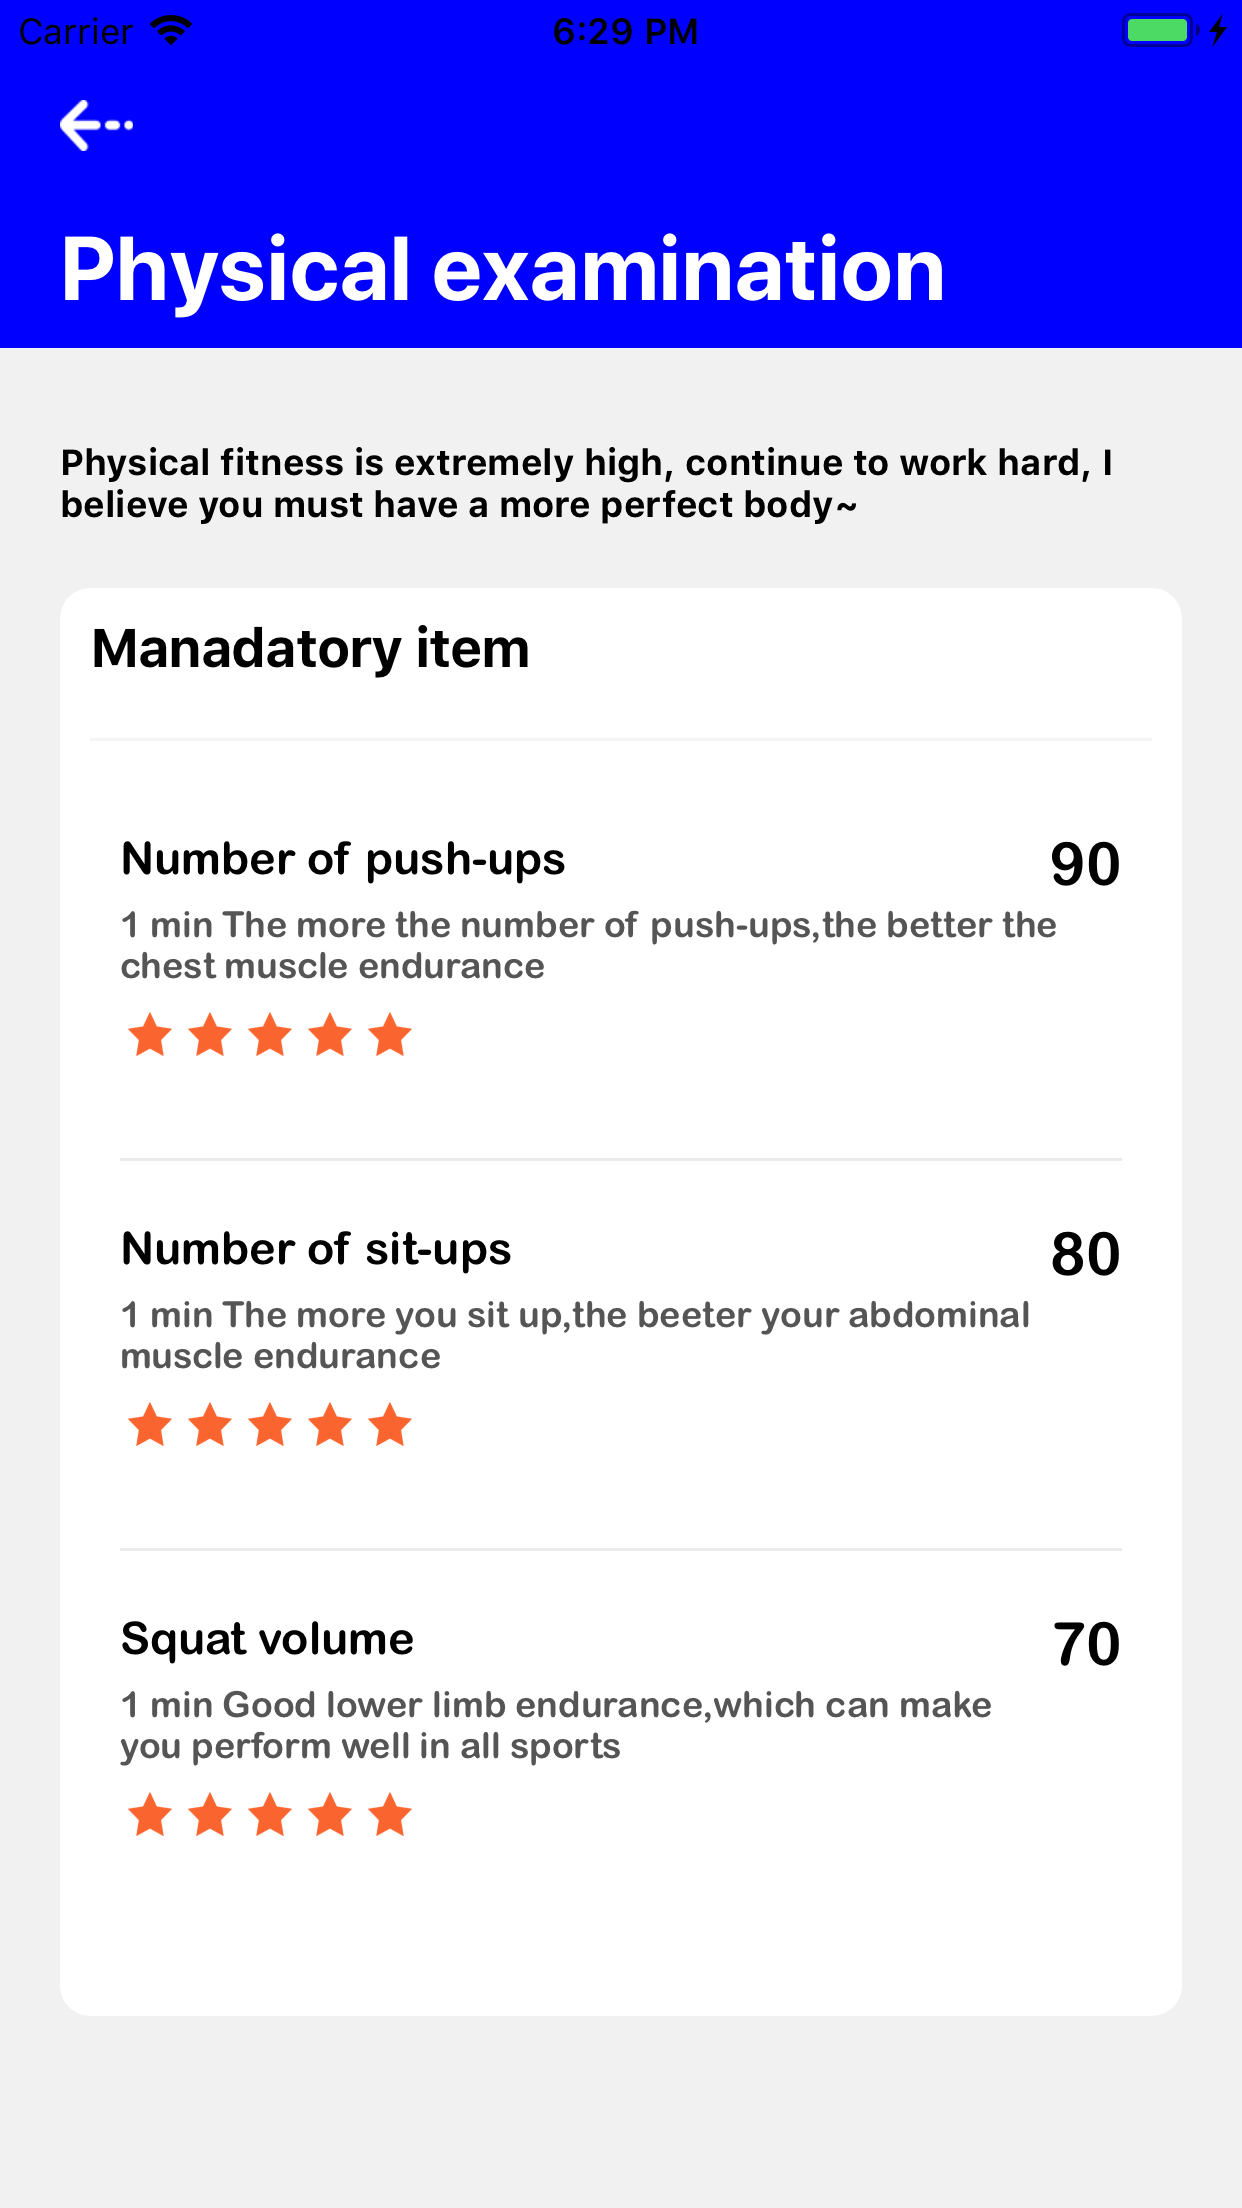 Carrier 6:29 PM
Physical examination
Physical fitness is extremely high, continue to work hard, I
believe you must have a more perfect body~
Manadatory item
Number of push-ups 90
1 min The more the number of push-ups,the better the
chest muscle endurance
Number of sit-ups 80
1 min The more you sit up,the beeter your abdominal
muscle endurance
Squat volume 70
1 min Good lower limb endurance,which can make
you perform well in all sports